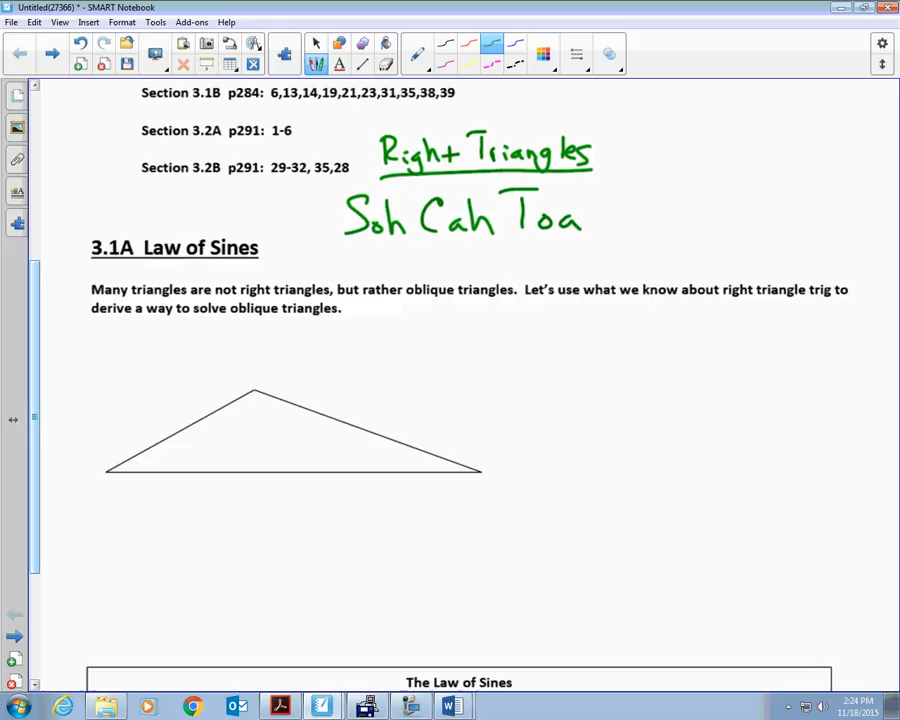 Untitled(27366) * - SMART Notebook
File Edit View Insert Format Tools Add-ons Help
Section 3.1B p284: 6,13,14,19,21,23,31,35,38,39
Section 3.2A p291: 1-6
Right Triangles
Section 3.2B p291: 29-32, 35,28
Soh Cah Toa
3.1A Law of Sines
Many triangles are not right triangles, but rather oblique triangles. Let's use what we know about right triangle trig to
derive a way to solve oblique triangles.
The Law of Sines
2:24 PM
11/18/2015